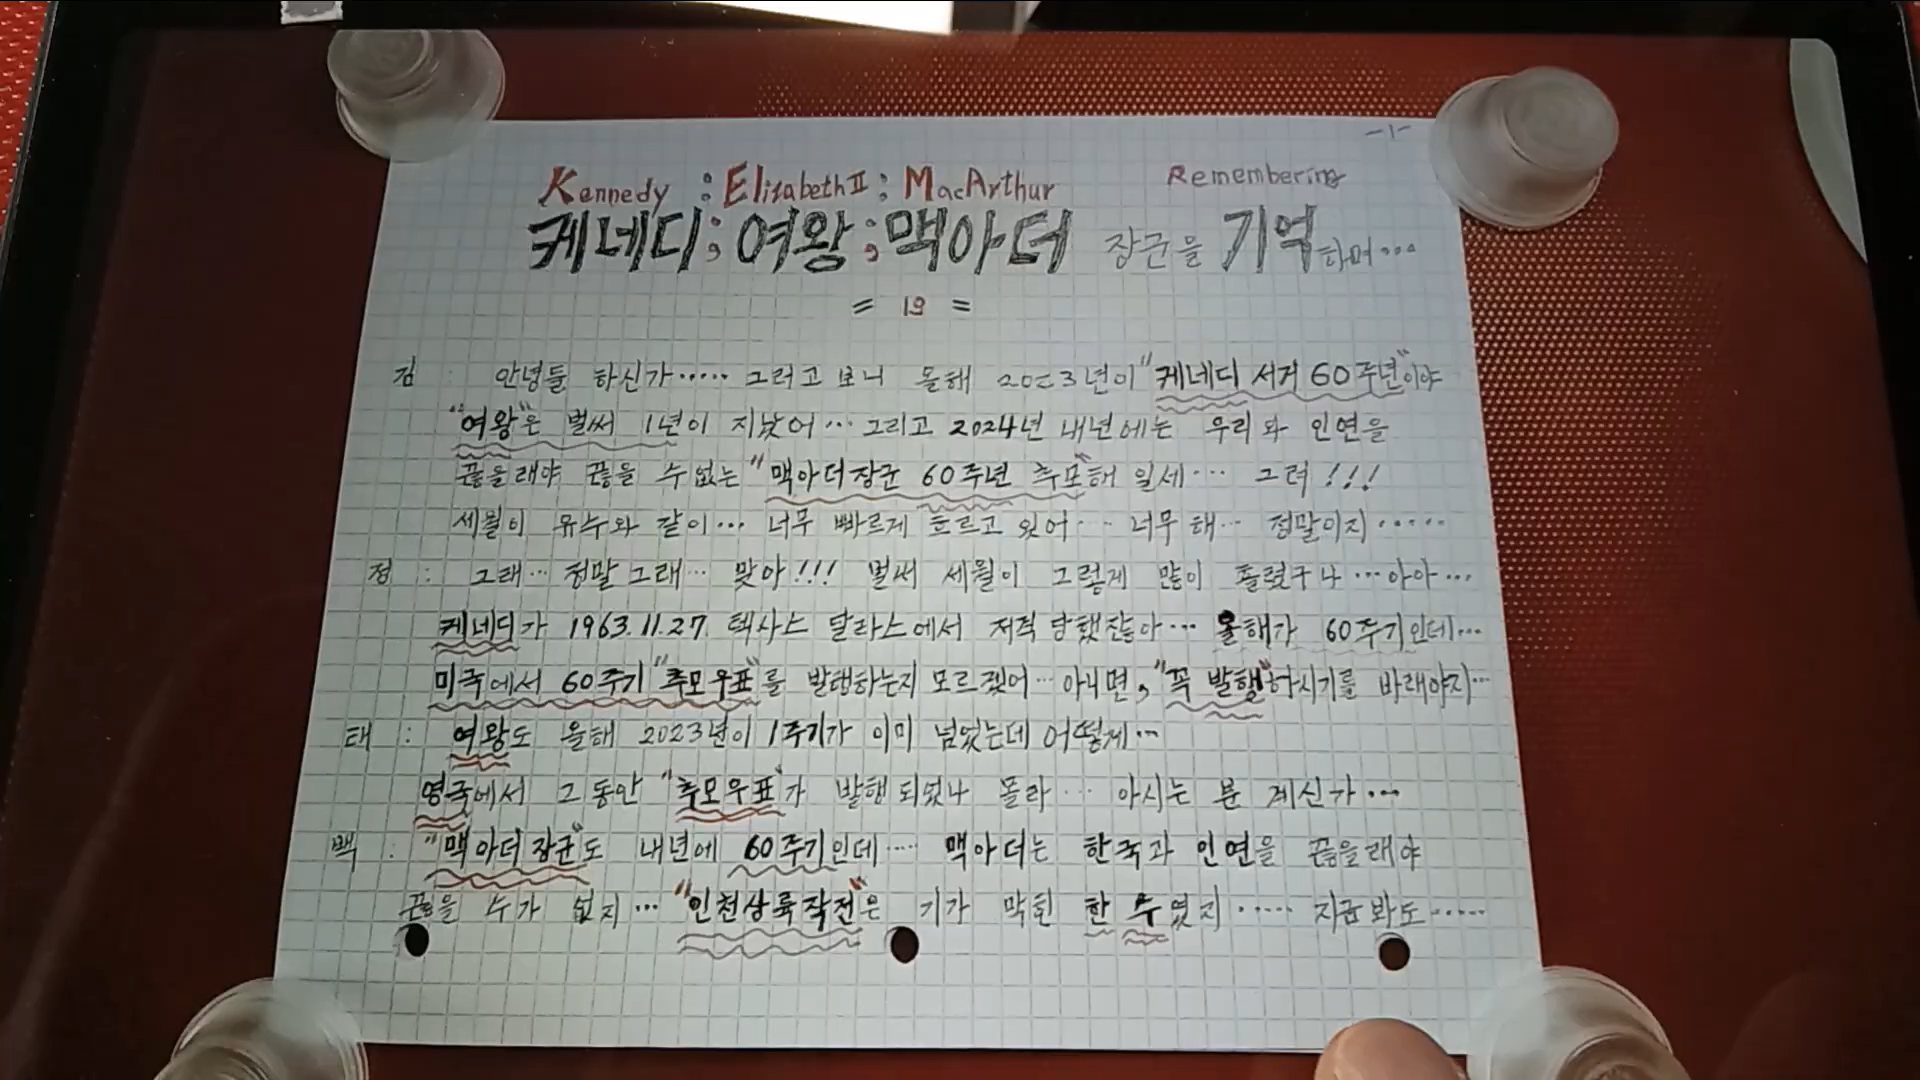 -1-
Kennedy : Elisabeth II : MacArthur Remembering
케네디 ; 여왕 ; 맥아더 장군을 기억하며...
= 19 =
김 : 안녕들 하신가..... 그러고 보니 올해 2023년이 "케네디 서거 60주년"이야
"여왕"은 벌써 1년이 지났어... 그리고 2024년 내년에는 우리와 인연을
끊을래야 끊을 수 없는 "맥아더장군 60주년 추모"해 일세... 그려!!!
세월이 유수와 같이... 너무 빠르게 흐르고 있어... 너무해... 정말이지.....
정 : 그래... 정말 그래... 맞아!!! 벌써 세월이 그렇게 많이 흘렀구나...아아...
케네디가 1963.11.27. 텍사스 달라스에서 저격 당했잖아... 올해가 60주기인데...
미국에서 60주기 "추모우표"를 발행하는지 모르겠어... 아니면, "꼭 발행"하시기를 바래야지...
태 : 여왕도 올해 2023년이 1주기가 이미 넘었는데 어떻게...
영국에서 그동안 "추모우표"가 발행되었나 몰라... 아시는 분 계신가...
백 : "맥아더장군"도 내년에 60주기인데.... 맥아더는 한국과 인연을 끊을래야
끊을 수가 없지... "인천상륙작전"은 기가 막힌 한 수였지..... 지금봐도.....